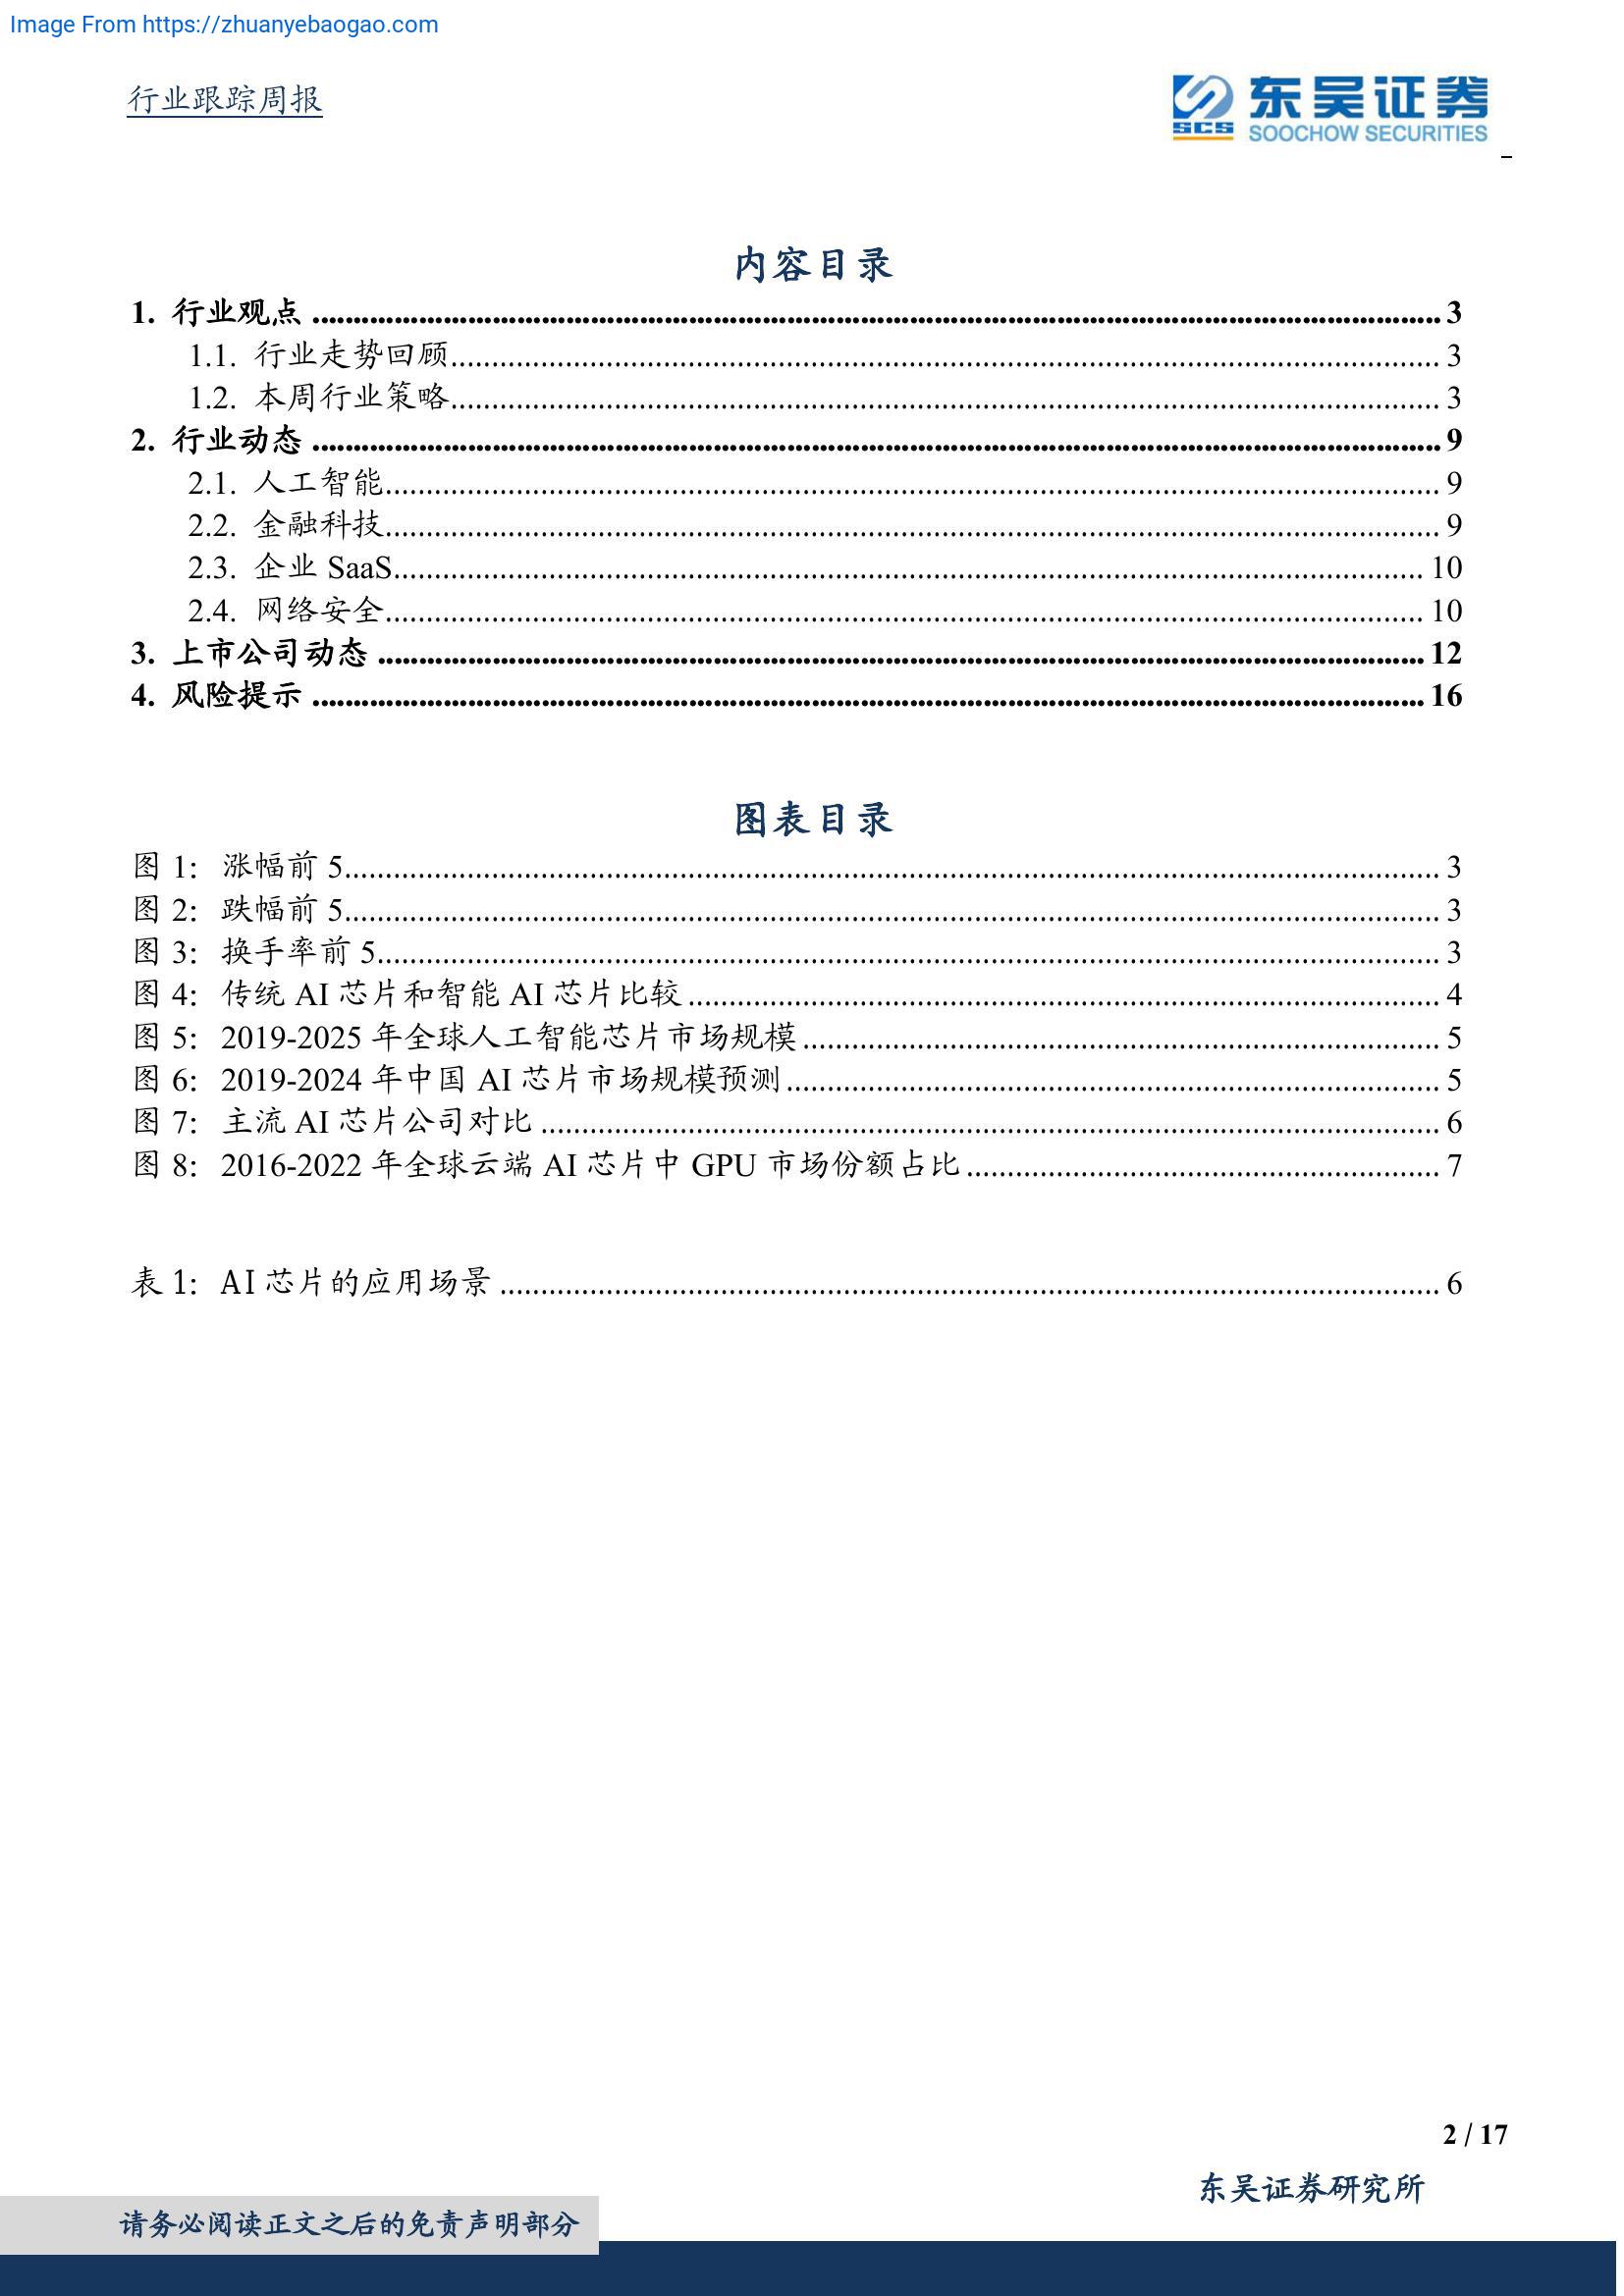 Image From https://zhuanyebaogao.com
行业跟踪周报
SCS 东吴证券
SOOCHOW SECURITIES
内容目录
1. 行业观点 ........ 3
1.1. 行业走势回顾 ........ 3
1.2. 本周行业策略 ........ 3
2. 行业动态 ........ 9
2.1. 人工智能 ........ 9
2.2. 金融科技 ........ 9
2.3. 企业 SaaS ........ 10
2.4. 网络安全 ........ 10
3. 上市公司动态 ........ 12
4. 风险提示 ........ 16
图表目录
图 1: 涨幅前 5 ........ 3
图 2: 跌幅前 5 ........ 3
图 3: 换手率前 5 ........ 3
图 4: 传统 AI 芯片和智能 AI 芯片比较 ........ 4
图 5: 2019-2025 年全球人工智能芯片市场规模 ........ 5
图 6: 2019-2024 年中国 AI 芯片市场规模预测 ........ 5
图 7: 主流 AI 芯片公司对比 ........ 6
图 8: 2016-2022 年全球云端 AI 芯片中 GPU 市场份额占比 ........ 7
表 1: AI 芯片的应用场景 ........ 6
2 / 17
东吴证券研究所
请务必阅读正文之后的免责声明部分